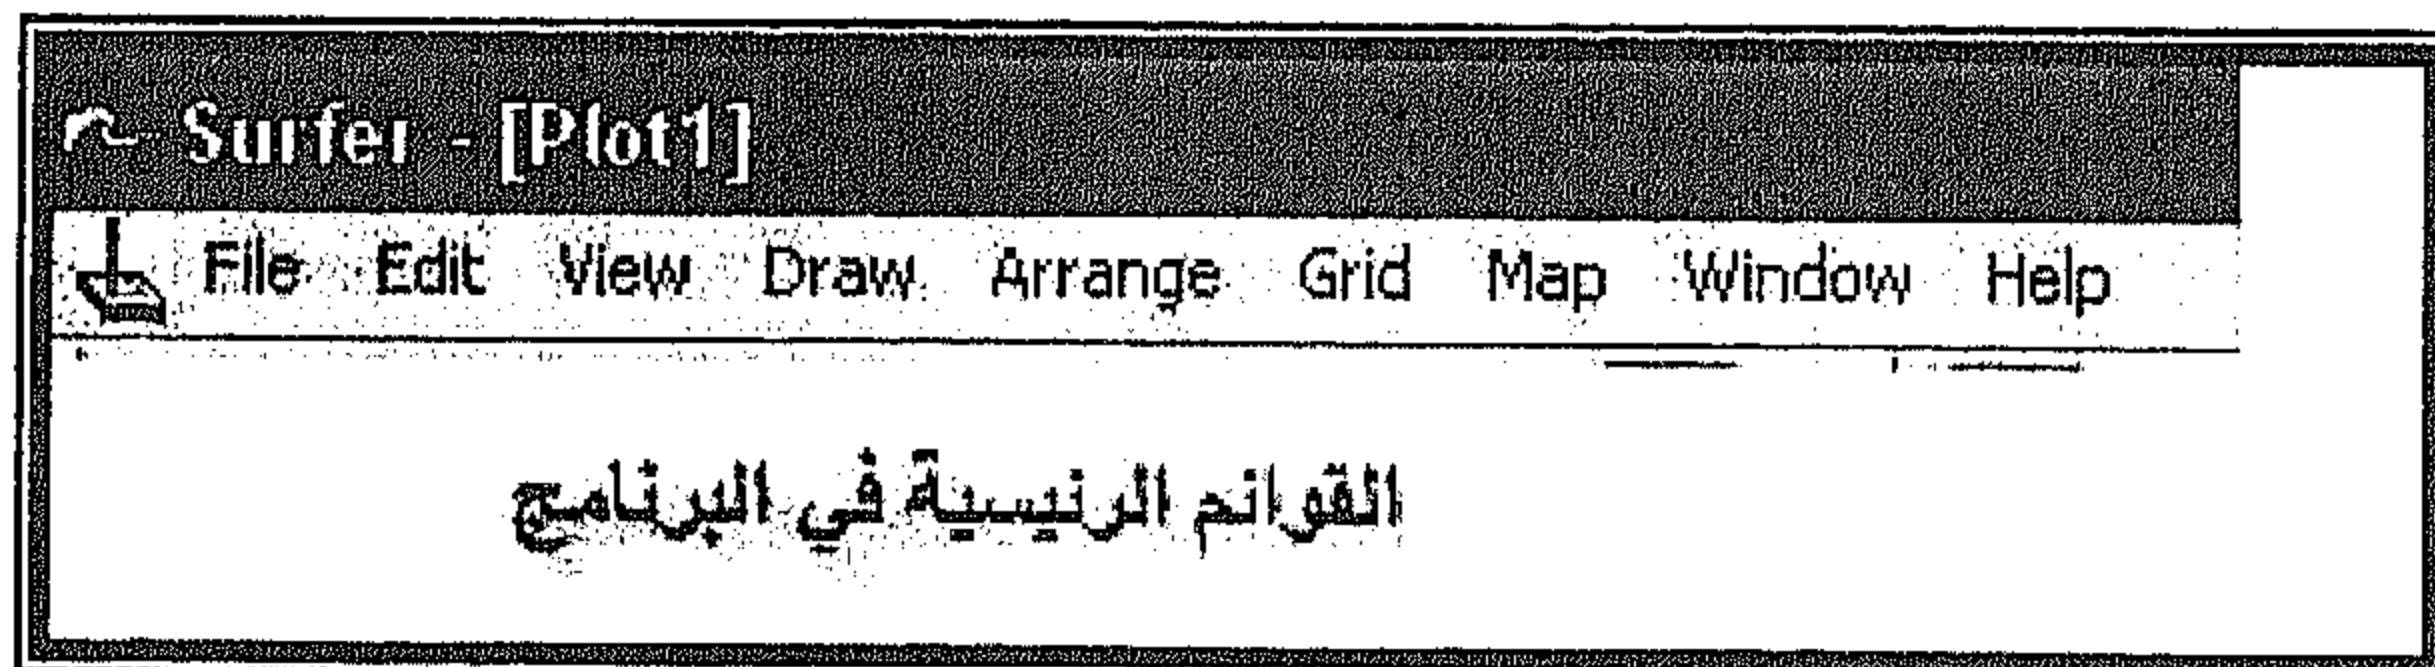 Surfer - [Plot1]
File Edit View Draw Arrange Grid Map Window Help
القوائم الرئيسية في البرنامج